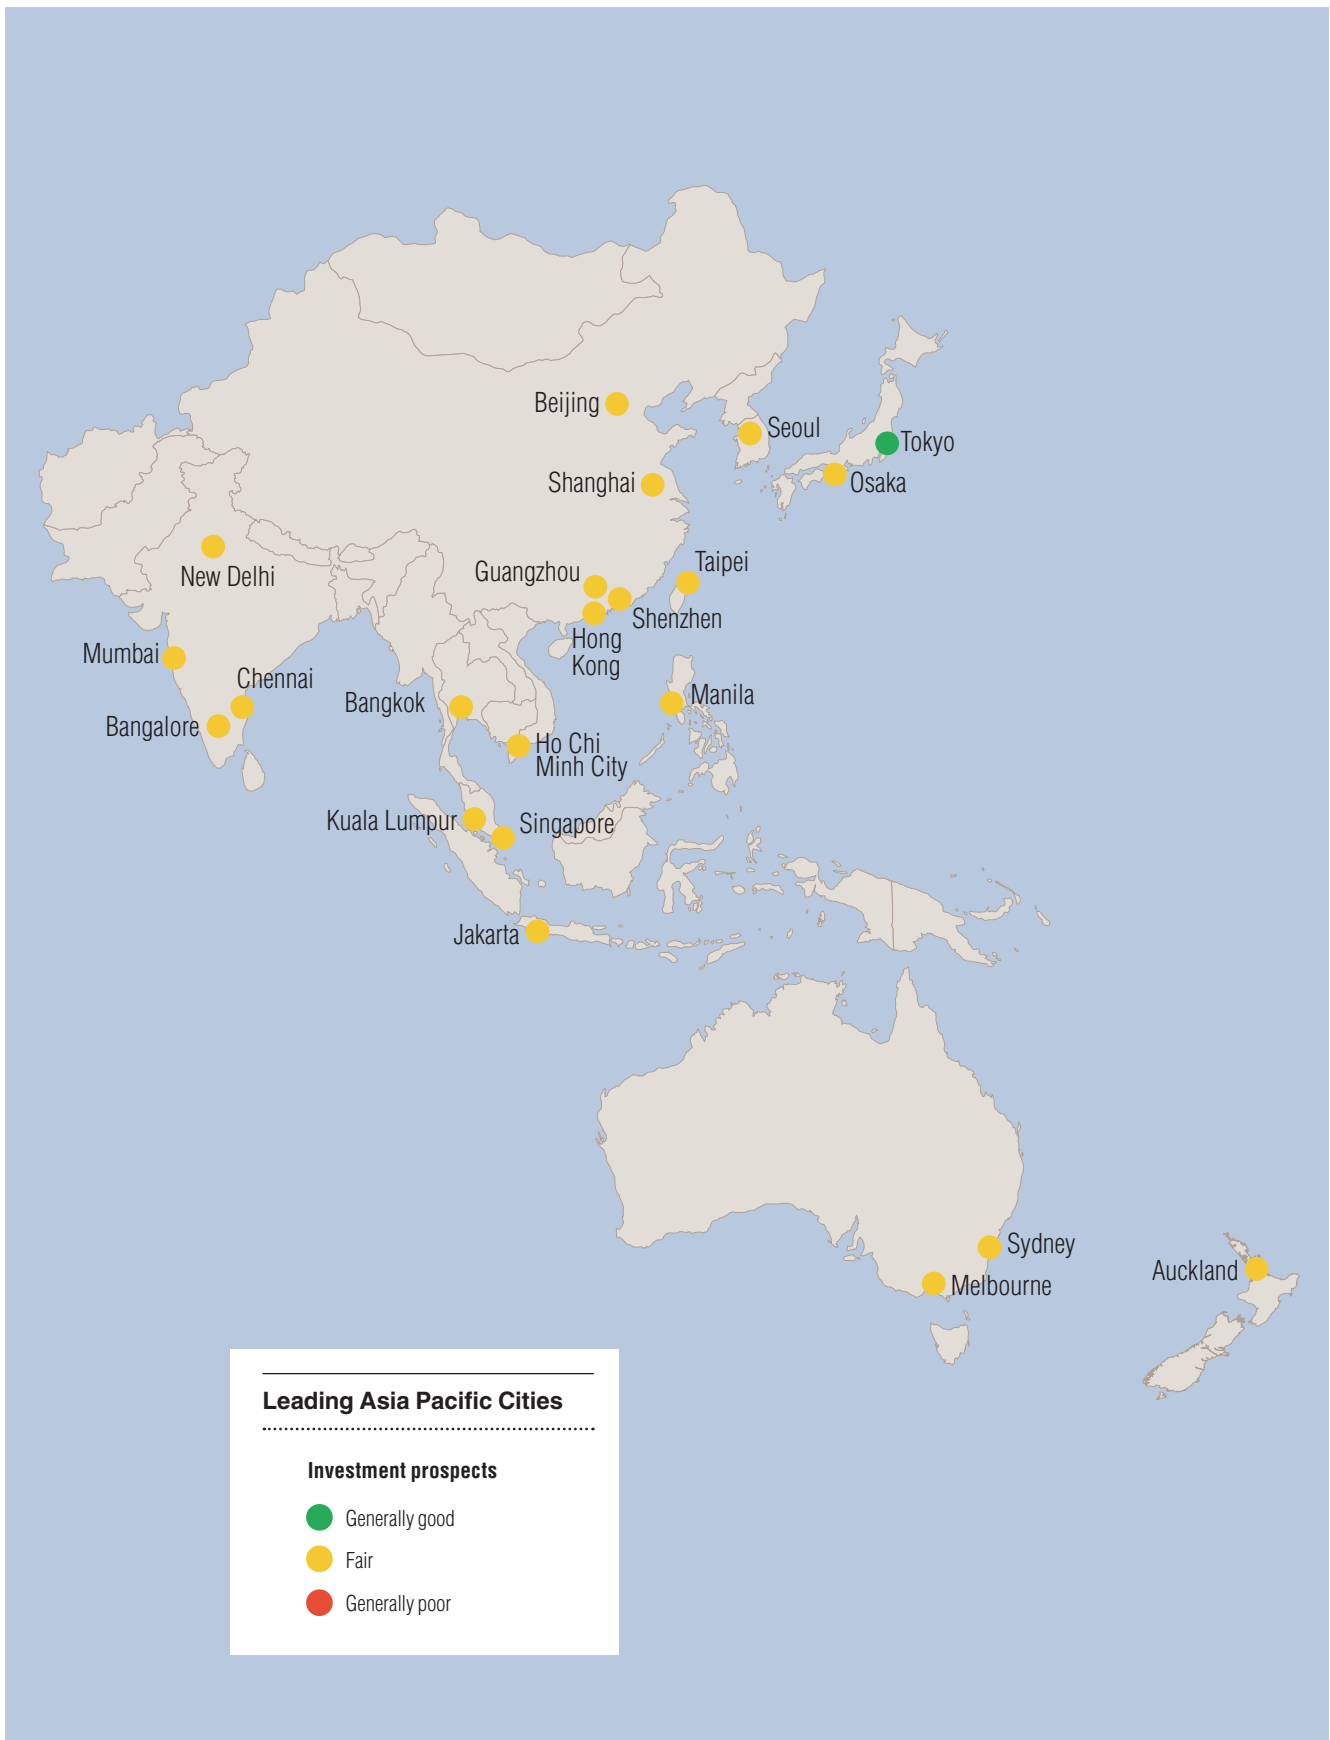 Beijing
Seoul
Tokyo
Shanghai
Osaka
Taipei
Guangzhou
New Delhi
Shenzhen
Hong
Kong
Mumbai
Chennai
Manila
Bangkok
Bangalore
Ho Chi
Minh City
Kuala Lumpur
Singapore
Jakarta
Sydney
Auckland
Melbourne
Leading Asia Pacific Cities
Investment prospects
Generally good
Fair
Generally poor